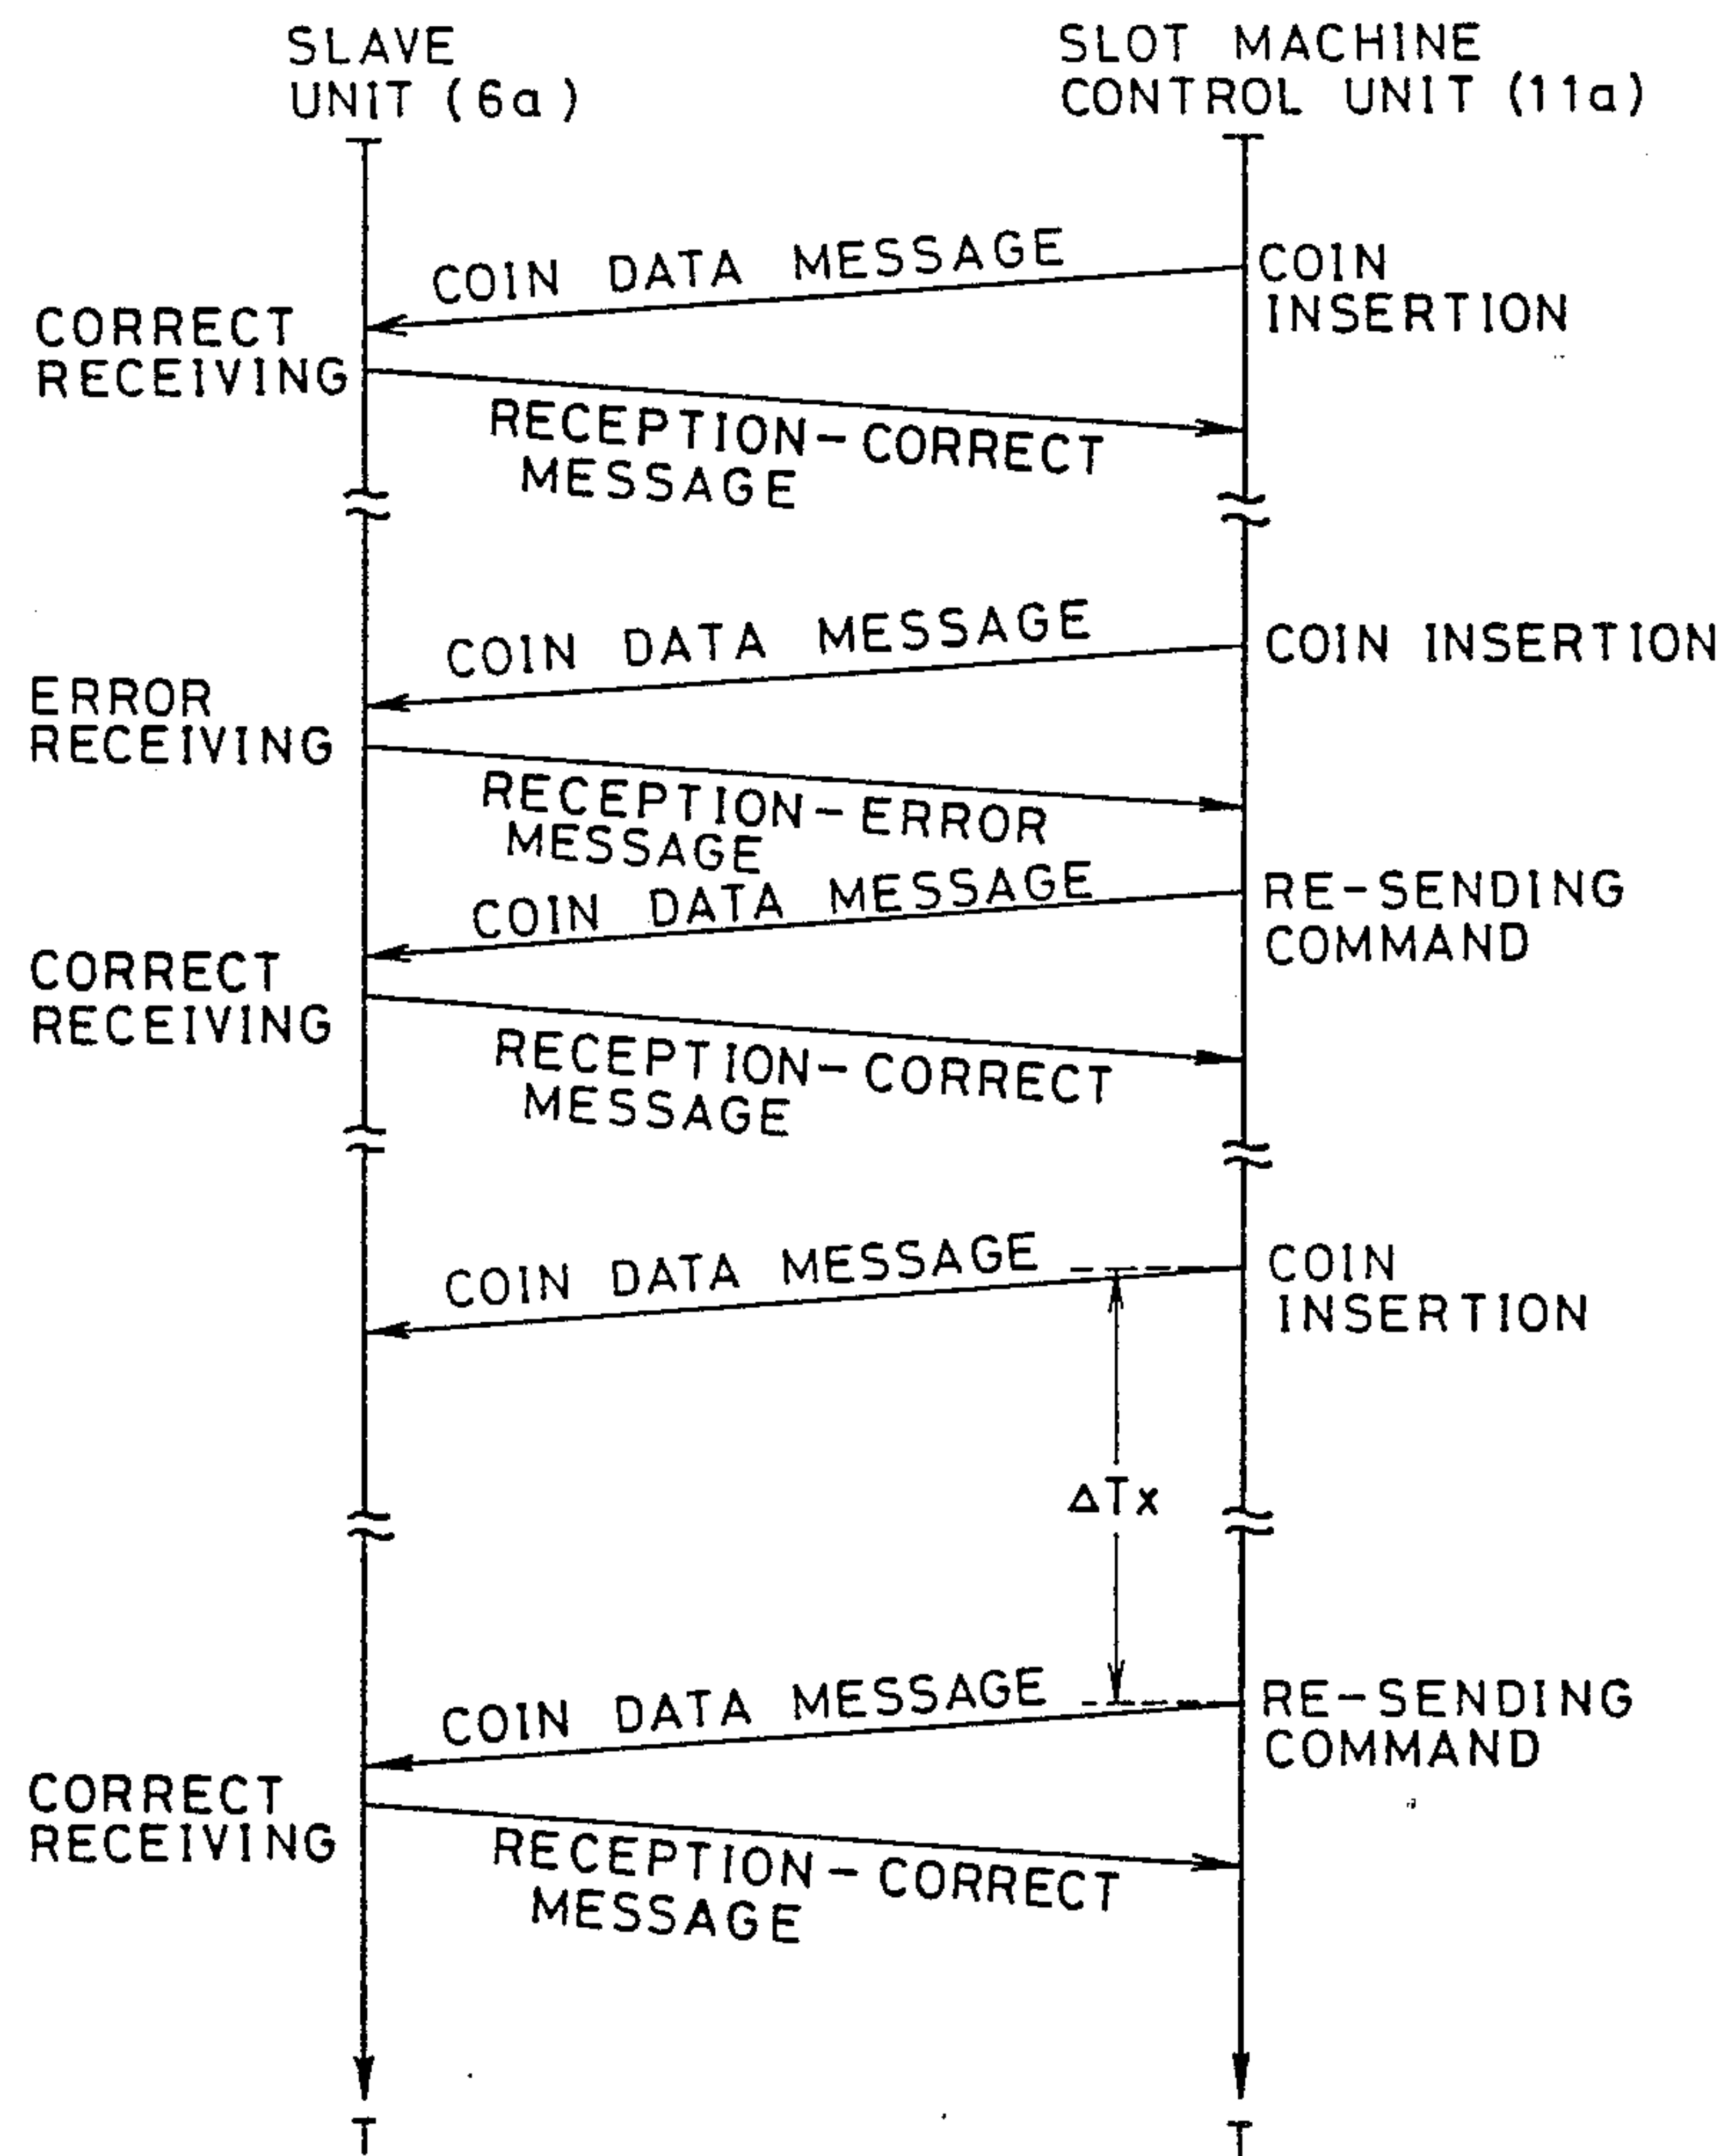 SLAVE
UNIT (6a)
SLOT MACHINE
CONTROL UNIT (11a)
COIN DATA MESSAGE
COIN
INSERTION
CORRECT
RECEIVING
RECEPTION-CORRECT
MESSAGE
COIN DATA MESSAGE
COIN INSERTION
ERROR
RECEIVING
RECEPTION-ERROR
MESSAGE
COIN DATA MESSAGE
RE-SENDING
COMMAND
CORRECT
RECEIVING
RECEPTION-CORRECT
MESSAGE
COIN DATA MESSAGE
COIN
INSERTION
ΔTx
COIN DATA MESSAGE
RE-SENDING
COMMAND
CORRECT
RECEIVING
RECEPTION-CORRECT
MESSAGE
T
T